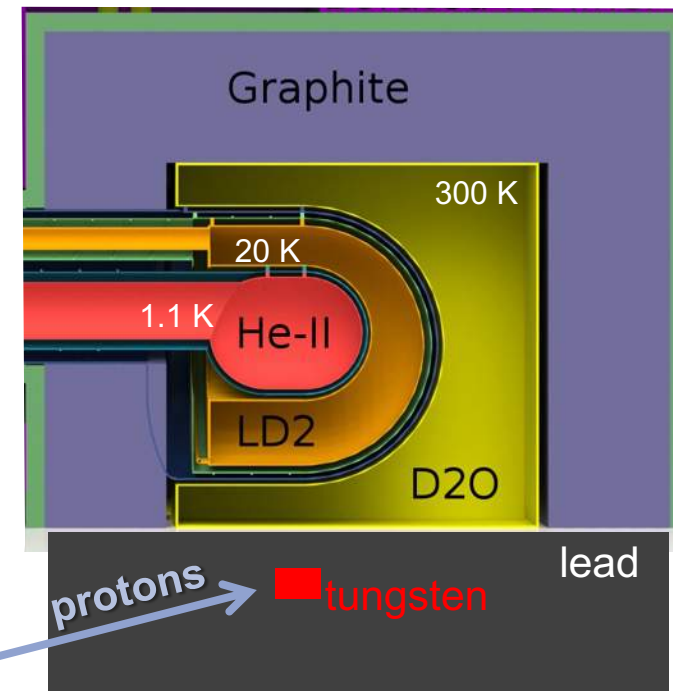 Graphite
300 K
20 K
1.1 K
He-II
LD2
D2O
lead
protons
tungsten